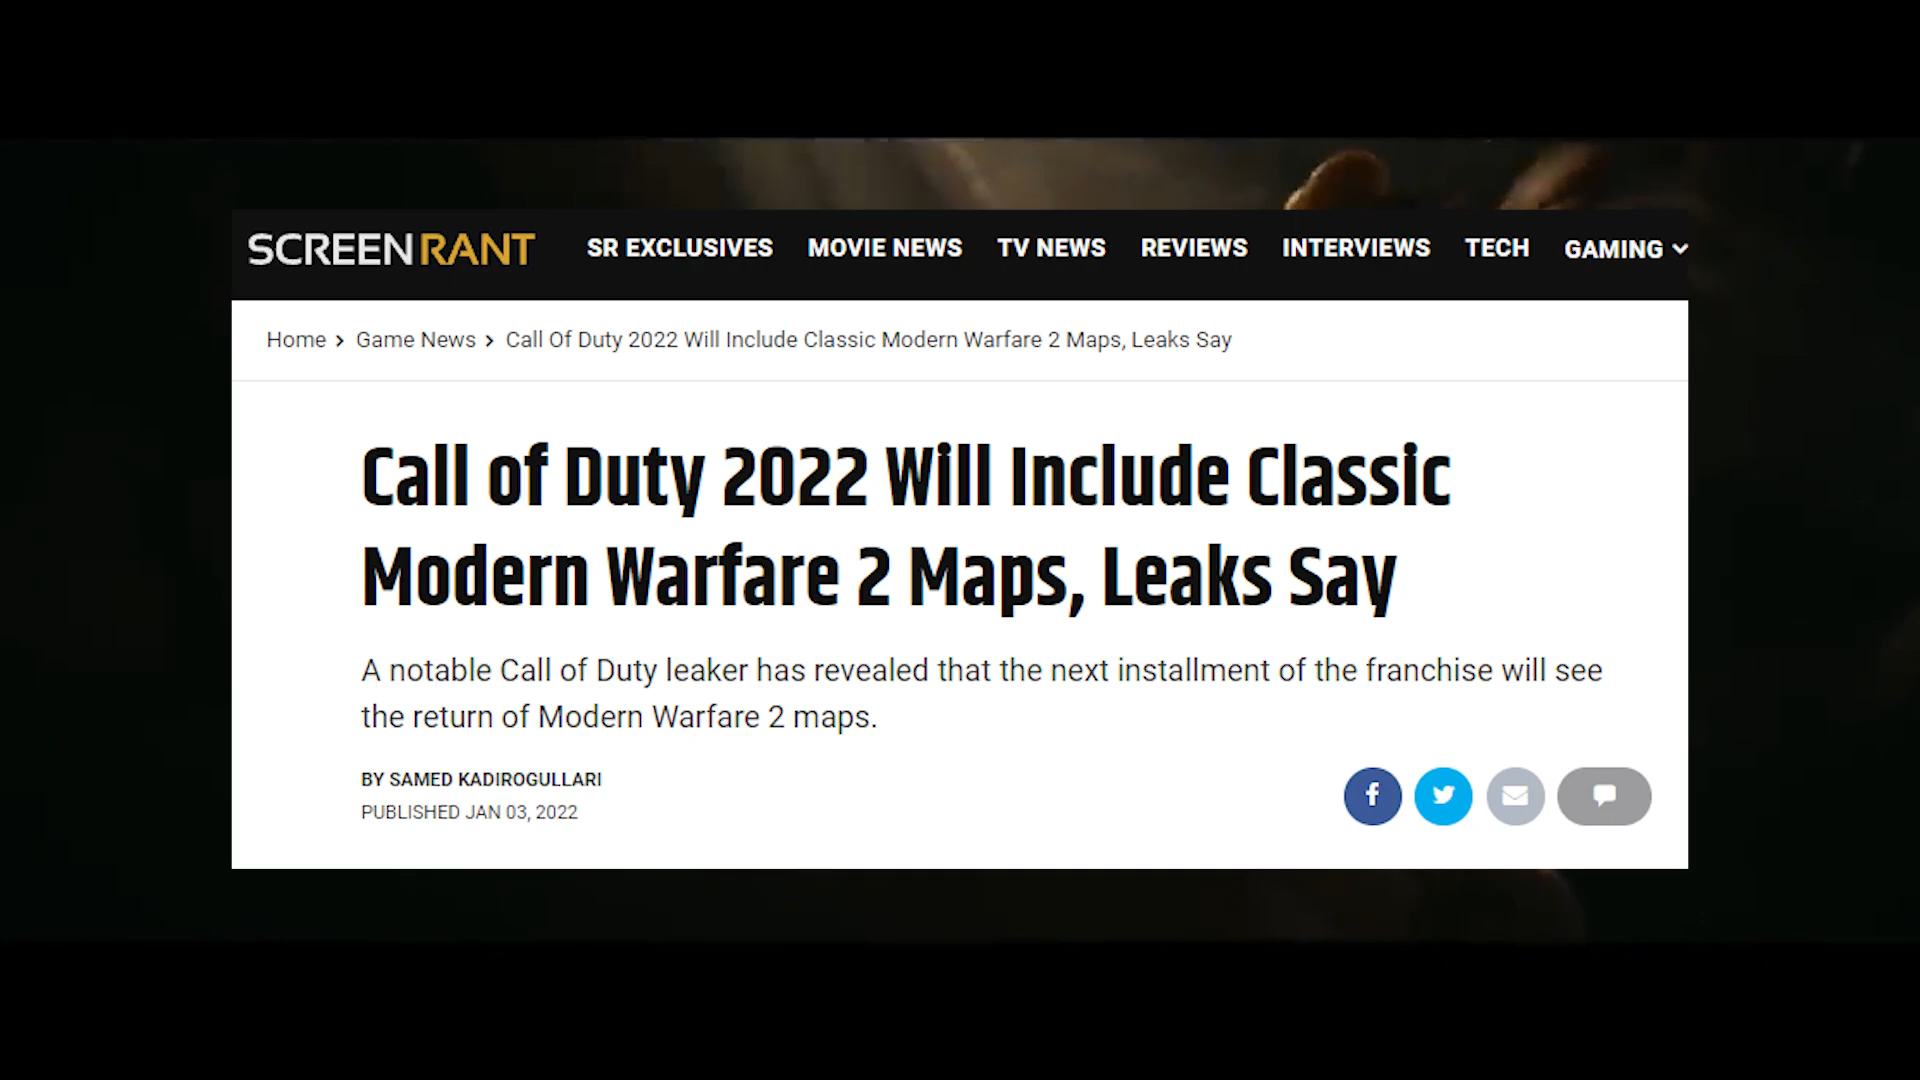 SCREENRANT SR EXCLUSIVES MOVIE NEWS TV NEWS REVIEWS INTERVIEWS TECH GAMING
Home > Game News > Call Of Duty 2022 Will Include Classic Modern Warfare 2 Maps, Leaks Say
Call of Duty 2022 Will Include Classic
Modern Warfare 2 Maps, Leaks Say
A notable Call of Duty leaker has revealed that the next installment of the franchise will see
the return of Modern Warfare 2 maps.
BY SAMED KADIROGULLARI
PUBLISHED JAN 03, 2022